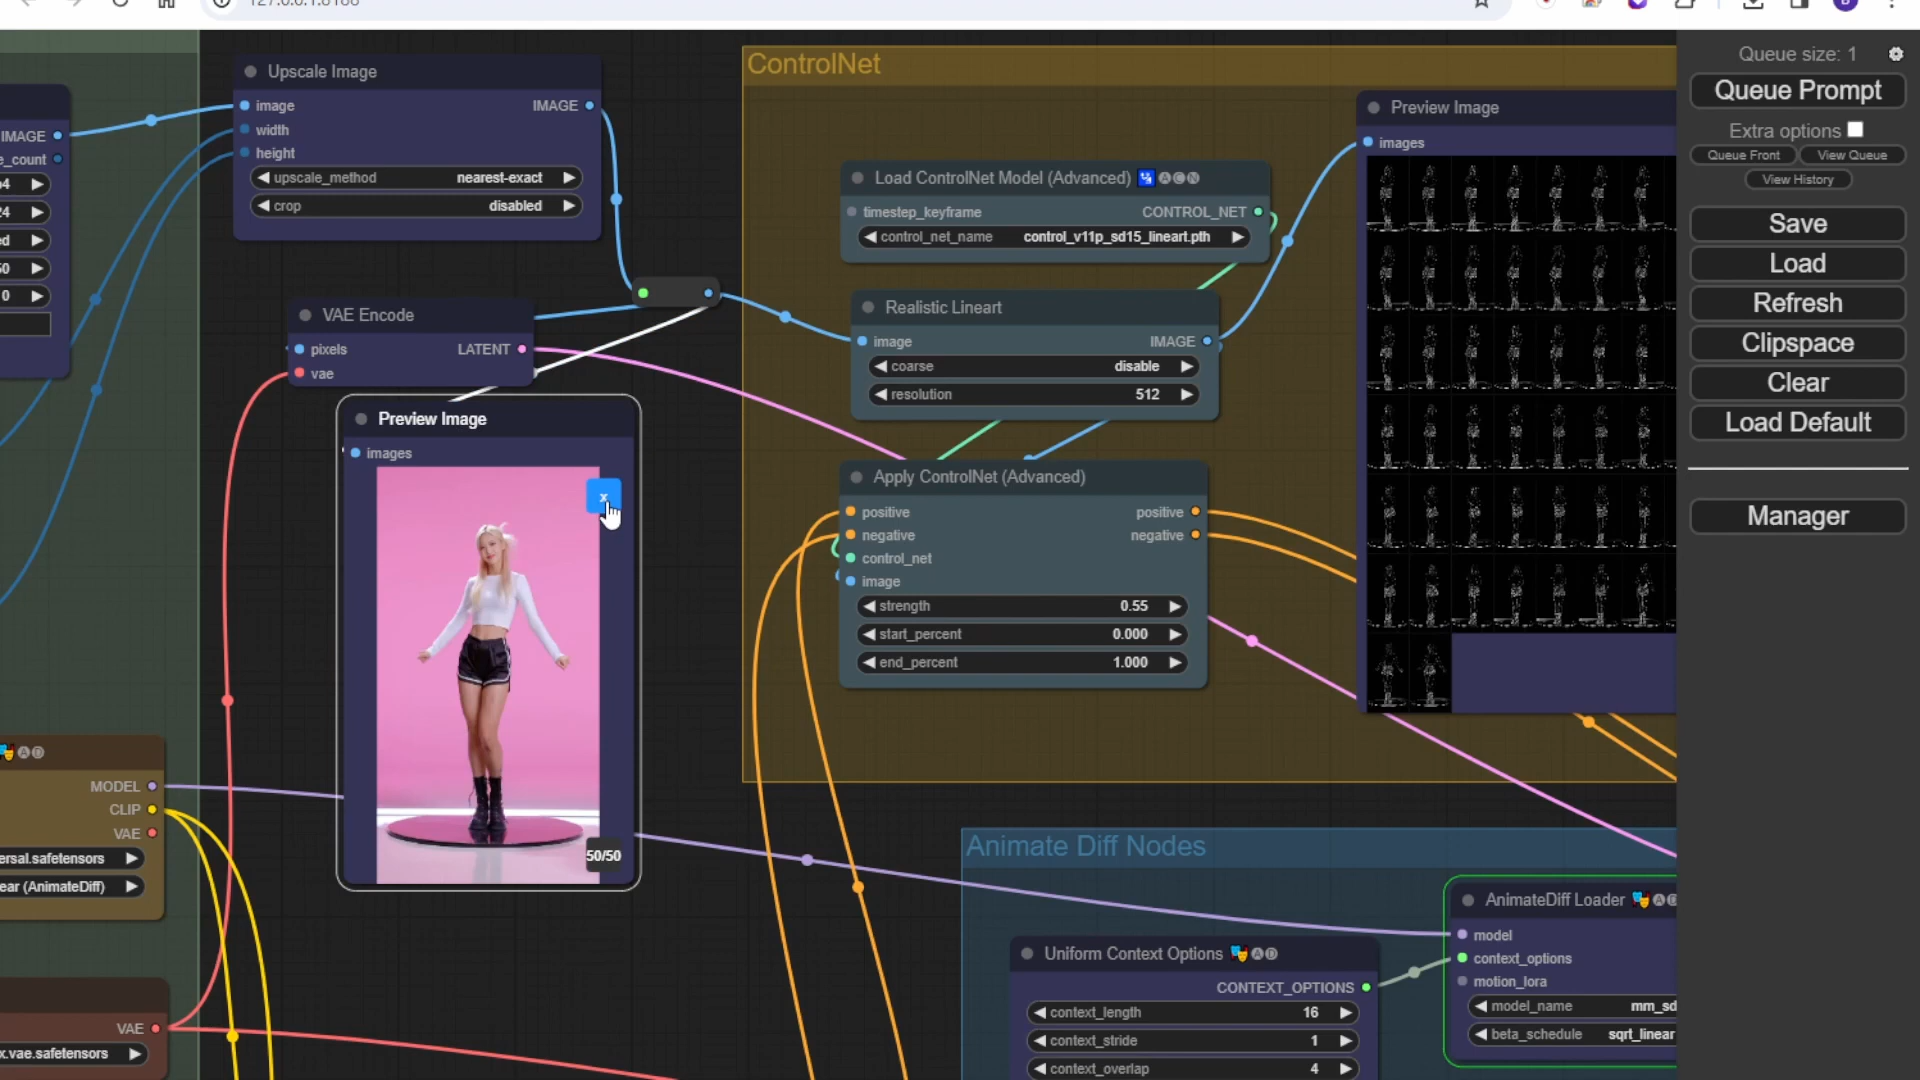 Upscale Image
image
IMAGE
width
height
upscale_method
nearest-exact
crop
disabled
IMAGE
e_count
24
ed
50
0
VAE Encode
pixels
LATENT
vae
Preview Image
images
x
50/50
MODEL
CLIP
VAE
ersal.safetensors
ear (AnimateDiff)
VAE
x.vae.safetensors
ControlNet
Load ControlNet Model (Advanced)
timestep_keyframe
CONTROL_NET
control_net_name
control_v11p_sd15_lineart.pth
Realistic Lineart
image
IMAGE
coarse
disable
resolution
512
Apply ControlNet (Advanced)
positive
positive
negative
negative
control_net
image
strength
0.55
start_percent
0.000
end_percent
1.000
Preview Image
images
Animate Diff Nodes
Uniform Context Options
CONTEXT_OPTIONS
context_length
16
context_stride
1
context_overlap
4
AnimateDiff Loader
model
context_options
motion_lora
model_name
mm_sd
beta_schedule
sqrt_linear
Queue size: 1
Queue Prompt
Extra options
Queue Front
View Queue
View History
Save
Load
Refresh
Clipspace
Clear
Load Default
Manager